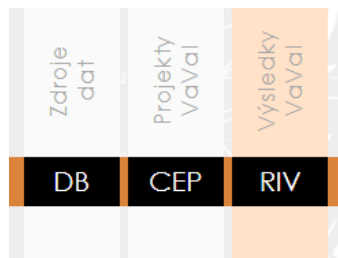 Zdroje
dat
Projekty
VaVaI
Výsledky
VaVaI
DB
CEP
RIV